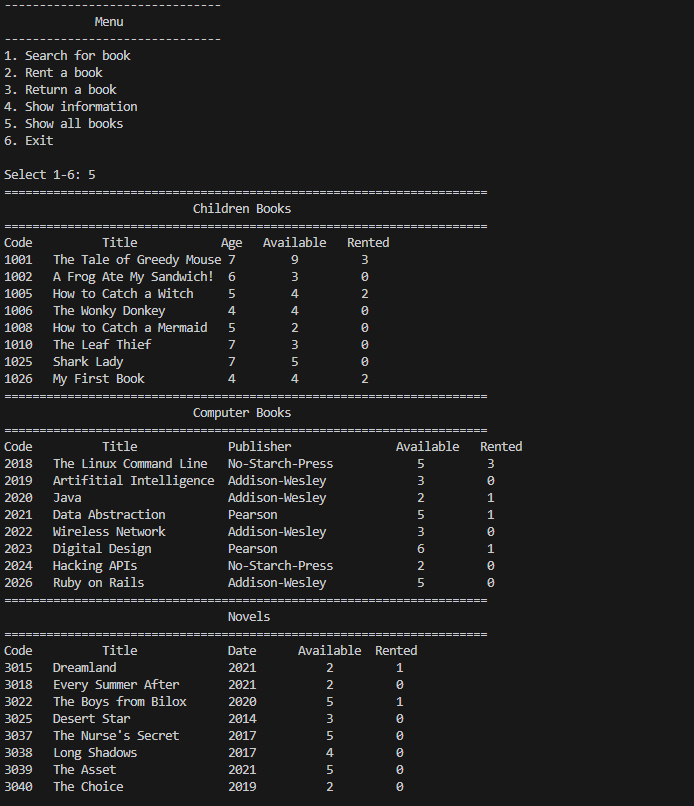 -------------------------------
Menu
-------------------------------
1. Search for book
2. Rent a book
3. Return a book
4. Show information
5. Show all books
6. Exit
Select 1-6: 5
=====================================================================
Children Books
=====================================================================
Code          Title            Age   Available   Rented
1001   The Tale of Greedy Mouse 7        9         3
1002   A Frog Ate My Sandwich!  6        3         0
1005   How to Catch a Witch     5        4         2
1006   The Wonky Donkey         4        4         0
1008   How to Catch a Mermaid   5        2         0
1010   The Leaf Thief           7        3         0
1025   Shark Lady               7        5         0
1026   My First Book            4        4         2
=====================================================================
Computer Books
=====================================================================
Code          Title             Publisher               Available   Rented
2018   The Linux Command Line   No-Starch-Press            5         3
2019   Artifitial Intelligence  Addison-Wesley             3         0
2020   Java                     Addison-Wesley             2         1
2021   Data Abstraction         Pearson                    5         1
2022   Wireless Network         Addison-Wesley             3         0
2023   Digital Design           Pearson                    6         1
2024   Hacking APIs             No-Starch-Press            2         0
2026   Ruby on Rails            Addison-Wesley             5         0
=====================================================================
Novels
=====================================================================
Code          Title             Date      Available  Rented
3015   Dreamland                2021          2         1
3018   Every Summer After       2021          2         0
3022   The Boys from Bilox      2020          5         1
3025   Desert Star              2014          3         0
3037   The Nurse's Secret       2017          5         0
3038   Long Shadows             2017          4         0
3039   The Asset                2021          5         0
3040   The Choice               2019          2         0